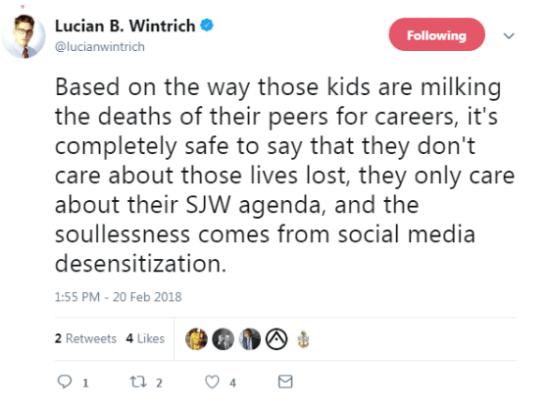 Lucian B. Wintrich
Following
@lucianwintrich
Based on the way those kids are milking
the deaths of their peers for careers, it's
completely safe to say that they don't
care about those lives lost, they only care
about their SJW agenda, and the
soullessness comes from social media
desensitization.
1:55 PM - 20 Feb 2018
2 Retweets 4 Likes
1 2 4